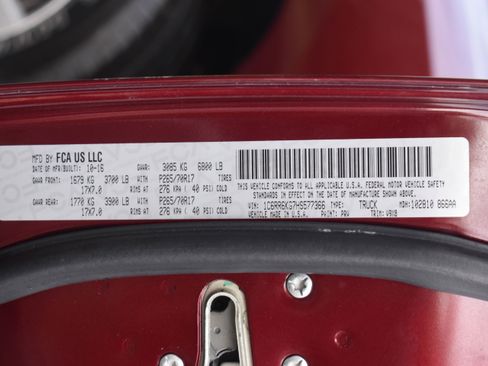 MFD BY FCA US LLC
DATE OF MFR(BUILT): 10-16 GVWR: 3085 KG 6800 LB
GAWR FRONT: 1679 KG 3700 LB WITH P265/70R17 TIRES
17X7.0 RIMS AT 276 KPA( 40 PSI) COLD
GAWR REAR: 1770 KG 3900 LB WITH P265/70R17 TIRES
17X7.0 RIMS AT 276 KPA( 40 PSI) COLD
THIS VEHICLE CONFORMS TO ALL APPLICABLE U.S.A. FEDERAL MOTOR VEHICLE SAFETY
STANDARDS IN EFFECT ON THE DATE OF MANUFACTURE SHOWN ABOVE.
VIN: TYPE: TRUCK MDH:
PAINT: PRV TRIM: